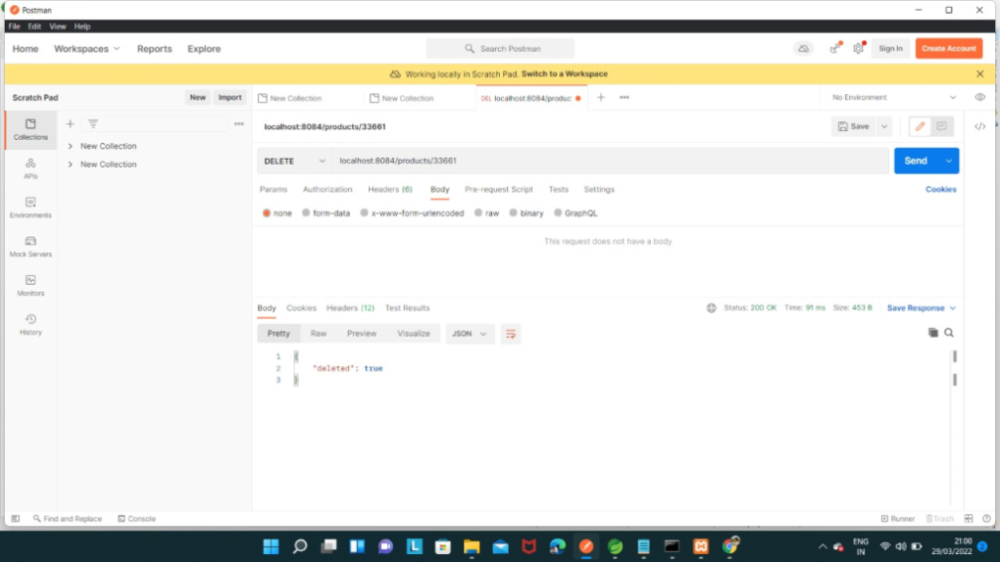 Postman
File Edit View Help
Home Workspaces Reports Explore
Search Postman
Sign In
Create Account
Working locally in Scratch Pad. Switch to a Workspace
Scratch Pad
New Import
New Collection
New Collection
DEL localhost:8084/produc
No Environment
Collections
APIs
Environments
Mock Servers
Monitors
History
New Collection
New Collection
localhost:8084/products/33661
Save
DELETE
localhost:8084/products/33661
Send
Params Authorization Headers (6) Body Pre-request Script Tests Settings
Cookies
none form-data x-www-form-urlencoded raw binary GraphQL
This request does not have a body
Body Cookies Headers (12) Test Results
Status: 200 OK Time: 91 ms Size: 453 B Save Response
Pretty Raw Preview Visualize JSON
1 {
2 "deleted": true
3 }
Find and Replace Console
Runner Trash
ENG
IN
21:00
29/03/2022
2